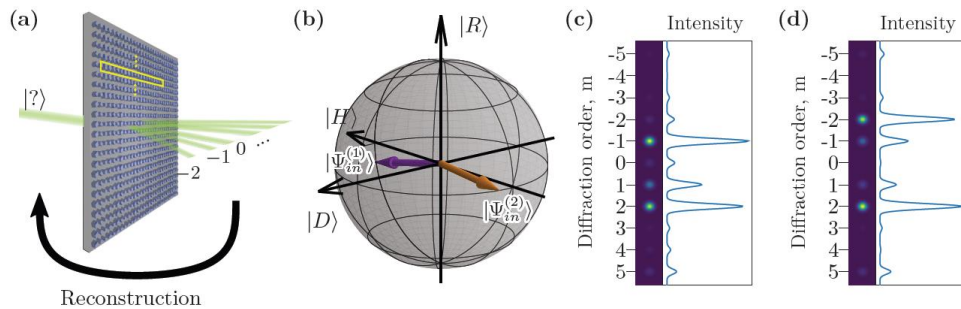 (a)
|?⟩
−2
−1
0
...
Reconstruction
(b)
|R⟩
|H⟩
|Ψ_in^(1)⟩
|D⟩
|Ψ_in^(2)⟩
(c)
Intensity
Diffraction order, m
-5
-4
-3
-2
-1
0
1
2
3
4
5
(d)
Intensity
Diffraction order, m
-5
-4
-3
-2
-1
0
1
2
3
4
5